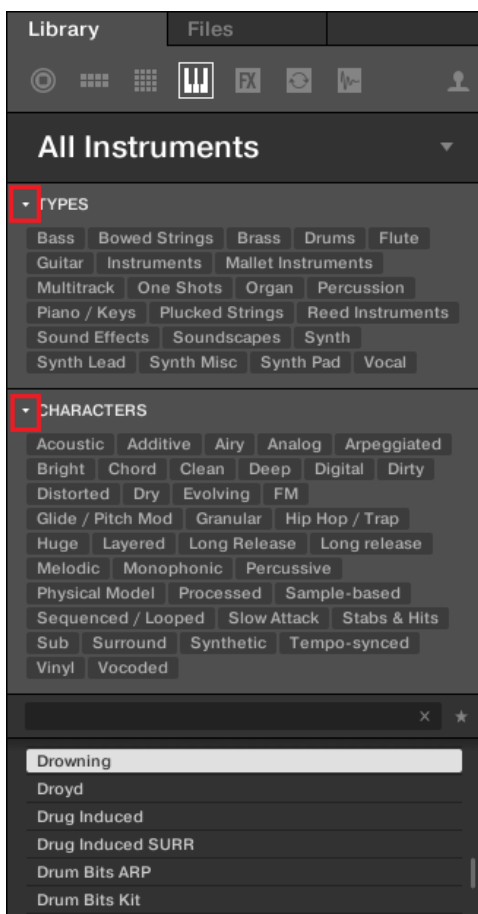 Library Files
FX
All Instruments
TYPES
Bass Bowed Strings Brass Drums Flute
Guitar Instruments Mallet Instruments
Multitrack One Shots Organ Percussion
Piano / Keys Plucked Strings Reed Instruments
Sound Effects Soundscapes Synth
Synth Lead Synth Misc Synth Pad Vocal
CHARACTERS
Acoustic Additive Airy Analog Arpeggiated
Bright Chord Clean Deep Digital Dirty
Distorted Dry Evolving FM
Glide / Pitch Mod Granular Hip Hop / Trap
Huge Layered Long Release Long release
Melodic Monophonic Percussive
Physical Model Processed Sample-based
Sequenced / Looped Slow Attack Stabs & Hits
Sub Surround Synthetic Tempo-synced
Vinyl Vocoded
Drowning
Droyd
Drug Induced
Drug Induced SURR
Drum Bits ARP
Drum Bits Kit